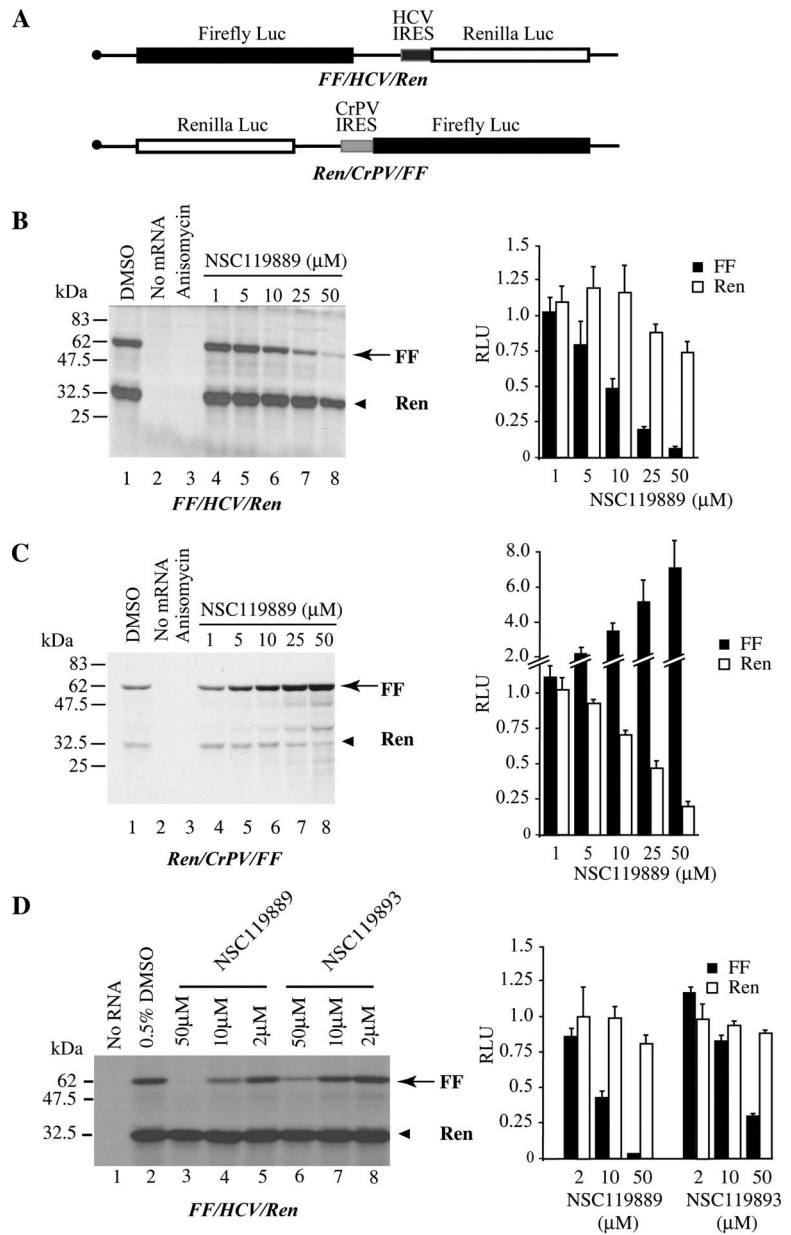 A
HCV
IRES
Firefly Luc
Renilla Luc
FF/HCV/Ren
CrPV
IRES
Renilla Luc
Firefly Luc
Ren/CrPV/FF
B
DMSO
No mRNA
Anisomycin
NSC119889 (µM)
1 5 10 25 50
kDa
83
62
47.5
32.5
25
FF
Ren
1 2 3 4 5 6 7 8
FF/HCV/Ren
1.5
1.25
1.0
0.75
0.5
0.25
0
RLU
FF
Ren
1 5 10 25 50
NSC119889 (µM)
C
DMSO
No mRNA
Anisomycin
NSC119889 (µM)
1 5 10 25 50
kDa
83
62
47.5
32.5
25
FF
Ren
1 2 3 4 5 6 7 8
Ren/CrPV/FF
8.0
6.0
4.0
2.0
1.0
0.75
0.5
0.25
0
RLU
FF
Ren
1 5 10 25 50
NSC119889 (µM)
D
NSC119889
NSC119893
No RNA
0.5% DMSO
50µM
10µM
2µM
50µM
10µM
2µM
kDa
62
47.5
32.5
FF
Ren
1 2 3 4 5 6 7 8
FF/HCV/Ren
1.5
1.25
1.0
0.75
0.5
0.25
0
RLU
FF
Ren
2 10 50 2 10 50
NSC119889 NSC119893
(µM) (µM)